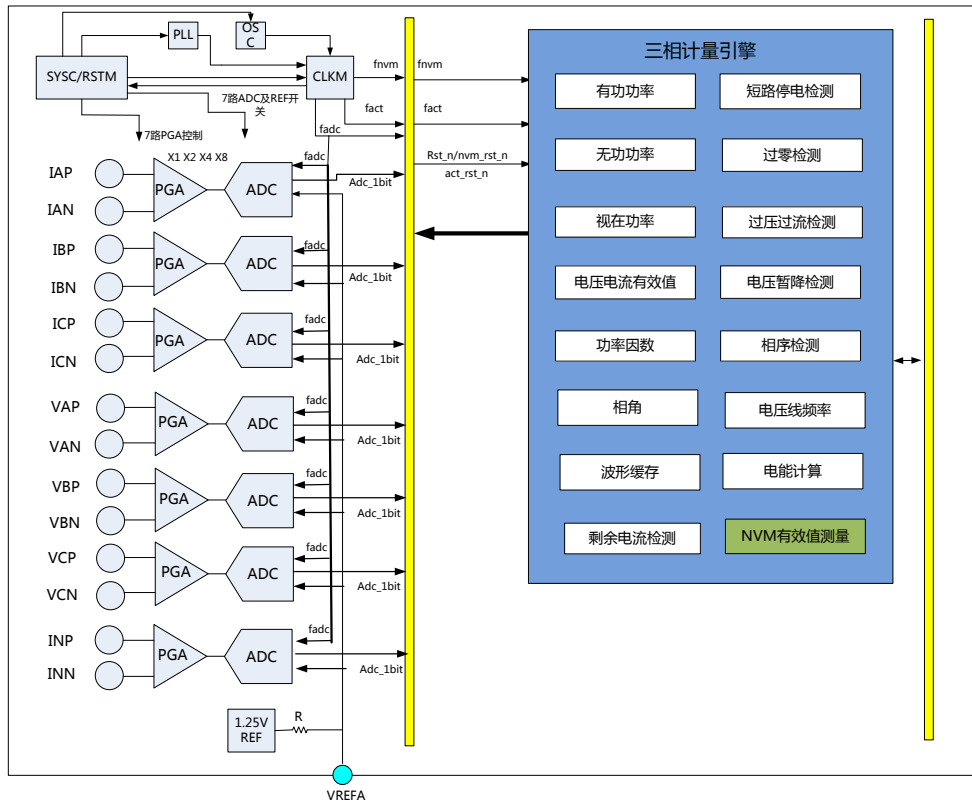 OS
C
PLL
SYSC/RSTM
CLKM
fnvm
fnvm
7路ADC及REF开
关
fact
fact
fadc
7路PGA控制
X1 X2 X4 X8
Rst_n/nvm_rst_n
act_rst_n
IAP
IAN
PGA
ADC
fadc
Adc_1bit
IBP
IBN
PGA
ADC
fadc
Adc_1bit
ICP
ICN
PGA
ADC
fadc
Adc_1bit
VAP
VAN
PGA
ADC
fadc
Adc_1bit
VBP
VBN
PGA
ADC
fadc
Adc_1bit
VCP
VCN
PGA
ADC
fadc
Adc_1bit
INP
INN
PGA
ADC
fadc
Adc_1bit
1.25V
REF
R
VREFA
三相计量引擎
有功功率
短路停电检测
无功功率
过零检测
视在功率
过压过流检测
电压电流有效值
电压暂降检测
功率因数
相序检测
相角
电压线频率
波形缓存
电能计算
剩余电流检测
NVM有效值测量